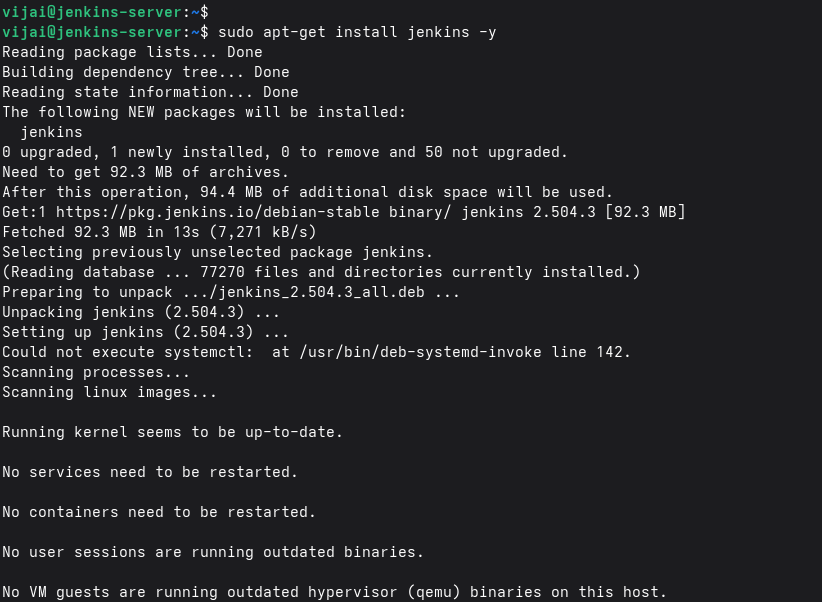 vijai@jenkins-server:~$
vijai@jenkins-server:~$ sudo apt-get install jenkins -y
Reading package lists... Done
Building dependency tree... Done
Reading state information... Done
The following NEW packages will be installed:
  jenkins
0 upgraded, 1 newly installed, 0 to remove and 50 not upgraded.
Need to get 92.3 MB of archives.
After this operation, 94.4 MB of additional disk space will be used.
Get:1 https://pkg.jenkins.io/debian-stable binary/ jenkins 2.504.3 [92.3 MB]
Fetched 92.3 MB in 13s (7,271 kB/s)
Selecting previously unselected package jenkins.
(Reading database ... 77270 files and directories currently installed.)
Preparing to unpack .../jenkins_2.504.3_all.deb ...
Unpacking jenkins (2.504.3) ...
Setting up jenkins (2.504.3) ...
Could not execute systemctl:  at /usr/bin/deb-systemd-invoke line 142.
Scanning processes...
Scanning linux images...

Running kernel seems to be up-to-date.

No services need to be restarted.

No containers need to be restarted.

No user sessions are running outdated binaries.

No VM guests are running outdated hypervisor (qemu) binaries on this host.